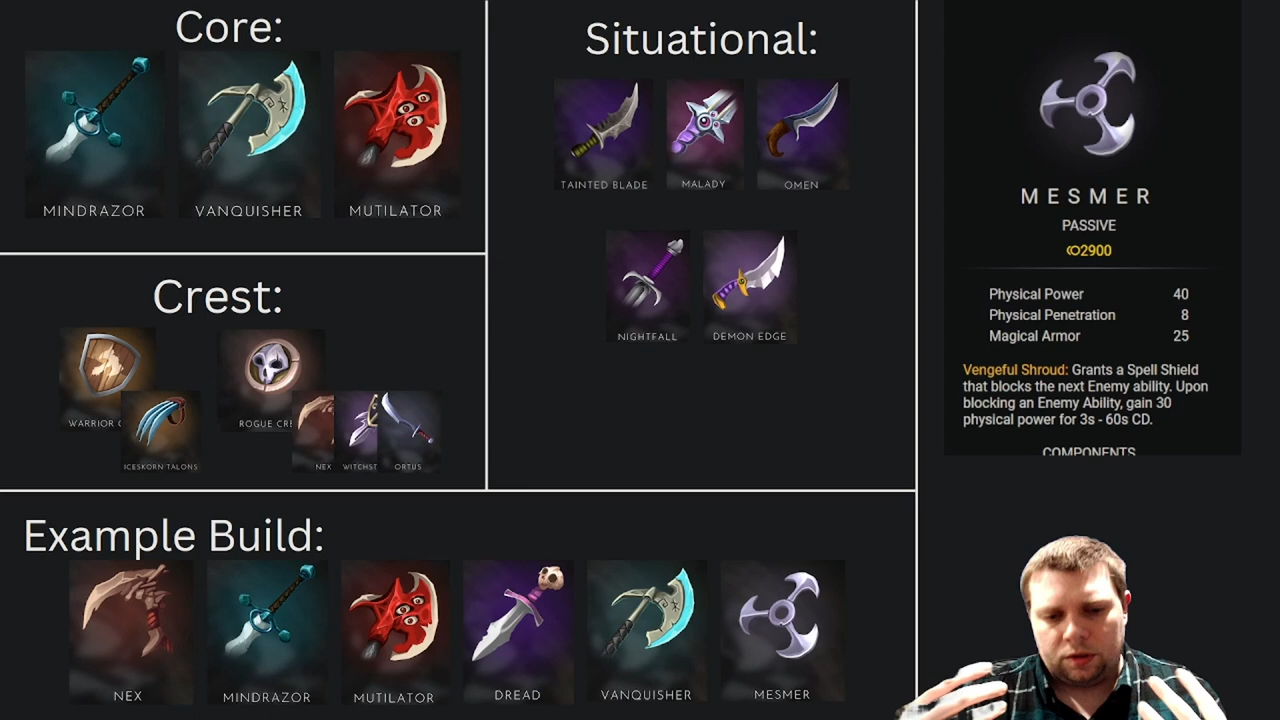 Core:
MINDRAZOR
VANQUISHER
MUTILATOR
Crest:
WARRIOR
ICESKORN TALONS
ROGUE
NEX
ORTUS
Situational:
TAINTED BLADE
MALADY
OMEN
NIGHTFALL
DEMON EDGE
Example Build:
NEX
MINDRAZOR
MUTILATOR
DREAD
VANQUISHER
MESMER
MESMER
PASSIVE
2900
Physical Power 40
Physical Penetration 8
Magical Armor 25
Vengeful Shroud: Grants a Spell Shield
that blocks the next Enemy ability. Upon
blocking an Enemy Ability, gain 30
physical power for 3s - 60s CD.
COMPONENTS